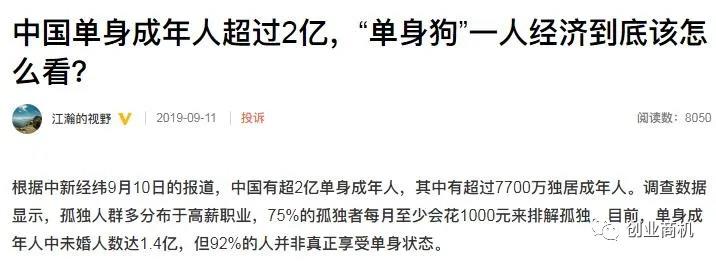 中国单身成年人超过2亿，“单身狗”一人经济到底该怎
么看？
江瀚的视野 2019-09-11 投诉 阅读数：8050
根据中新经纬9月10日的报道，中国有超2亿单身成年人，其中有超过7700万独居成年人。调查数据
显示，孤独人群多分布于高薪职业，75%的孤独者每月至少会花1000元来排解孤独。目前，单身成
年人中未婚人数达1.4亿，但92%的人并非真正享受单身状态。
创业商机